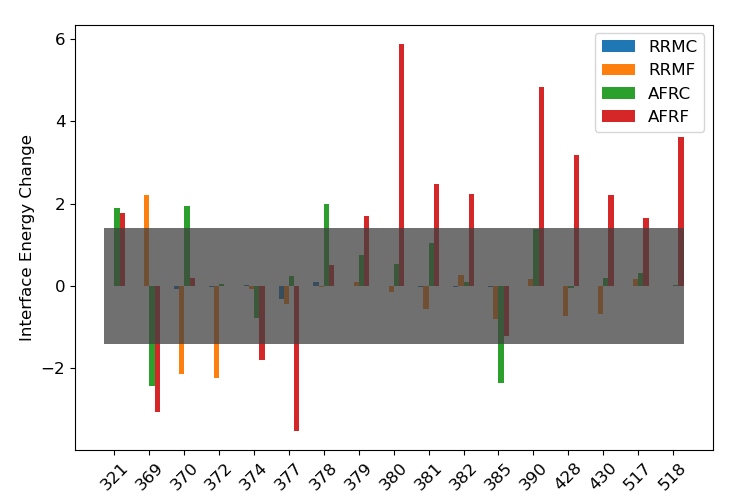 6
4
2
0
−2
Interface Energy Change
RRMC
RRMF
AFRC
AFRF
321 369 370 372 374 377 378 379 380 381 382 385 390 428 430 517 518